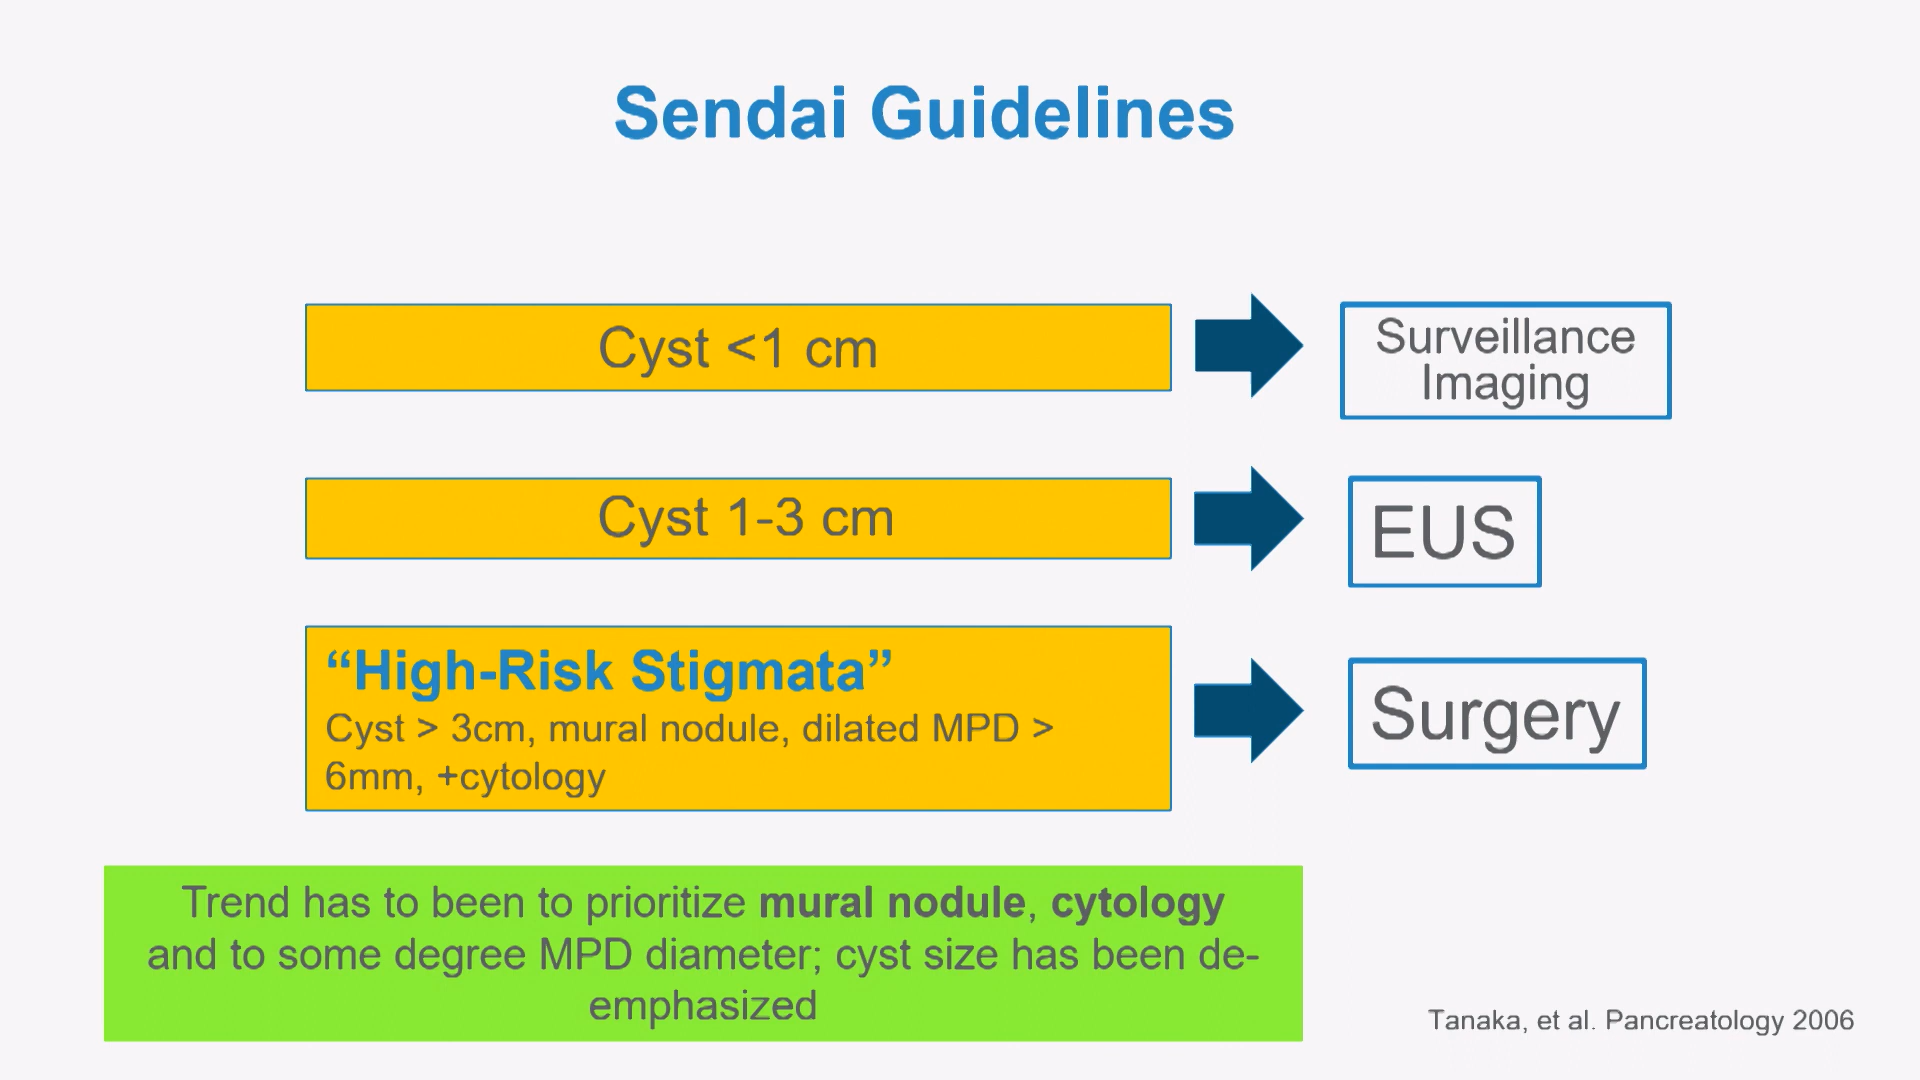 Sendai Guidelines
Cyst <1 cm
Surveillance
Imaging
Cyst 1-3 cm
EUS
“High-Risk Stigmata”
Cyst > 3cm, mural nodule, dilated MPD >
6mm, +cytology
Surgery
Trend has to been to prioritize mural nodule, cytology
and to some degree MPD diameter; cyst size has been de-
emphasized
Tanaka, et al. Pancreatology 2006